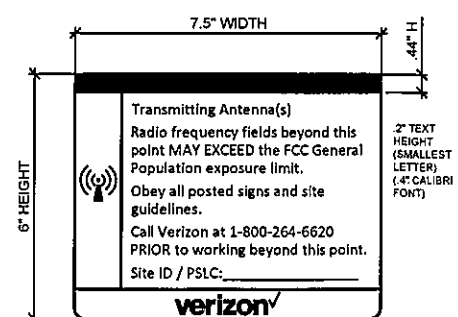 7.5" WIDTH
.44" H
6" HEIGHT
Transmitting Antenna(s)
Radio frequency fields beyond this
point MAY EXCEED the FCC General
Population exposure limit.
Obey all posted signs and site
guidelines.
Call Verizon at 1-800-264-6620
PRIOR to working beyond this point.
Site ID / PSLC:
verizon✓
.2" TEXT
HEIGHT
(SMALLEST
LETTER)
(.4" CALIBRI
FONT)